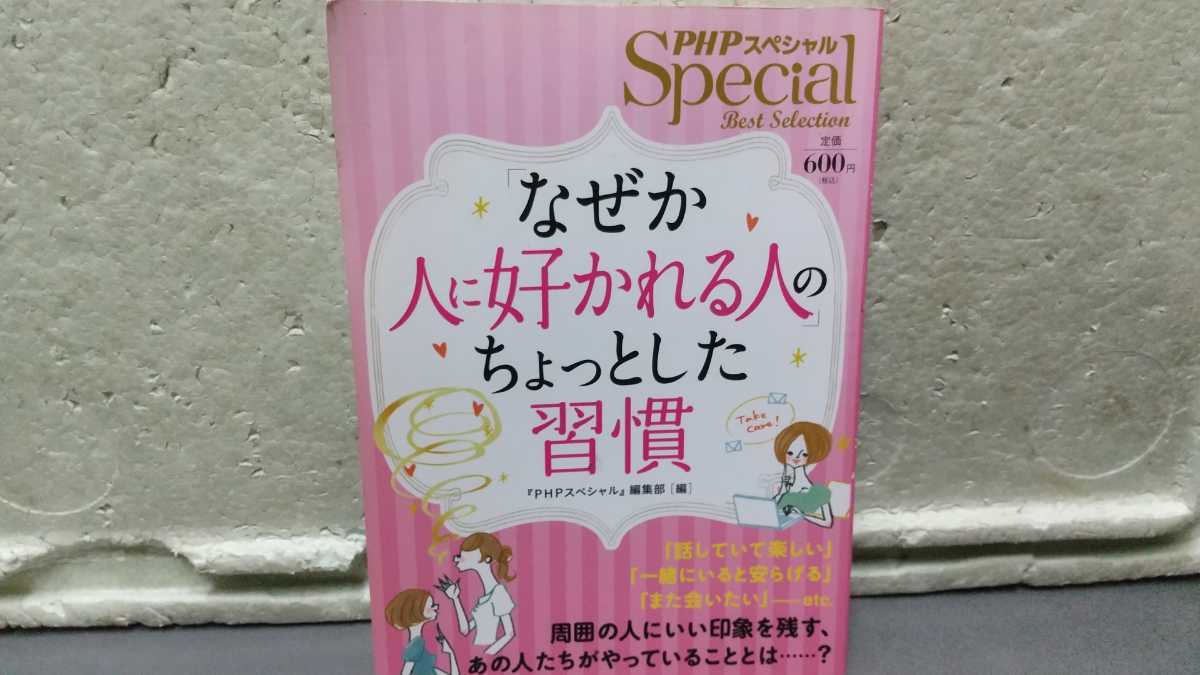 PHPスペシャル
Special
Best Selection
定価
600円
(税込)
「なぜか
人に好かれる人の」
ちょっとした
習慣
『PHPスペシャル』編集部[編]
Take
care!
「話していて楽しい」
「一緒にいると安らげる」
「また会いたい」——etc.
周囲の人にいい印象を残す、
あの人たちがやっていることとは……?